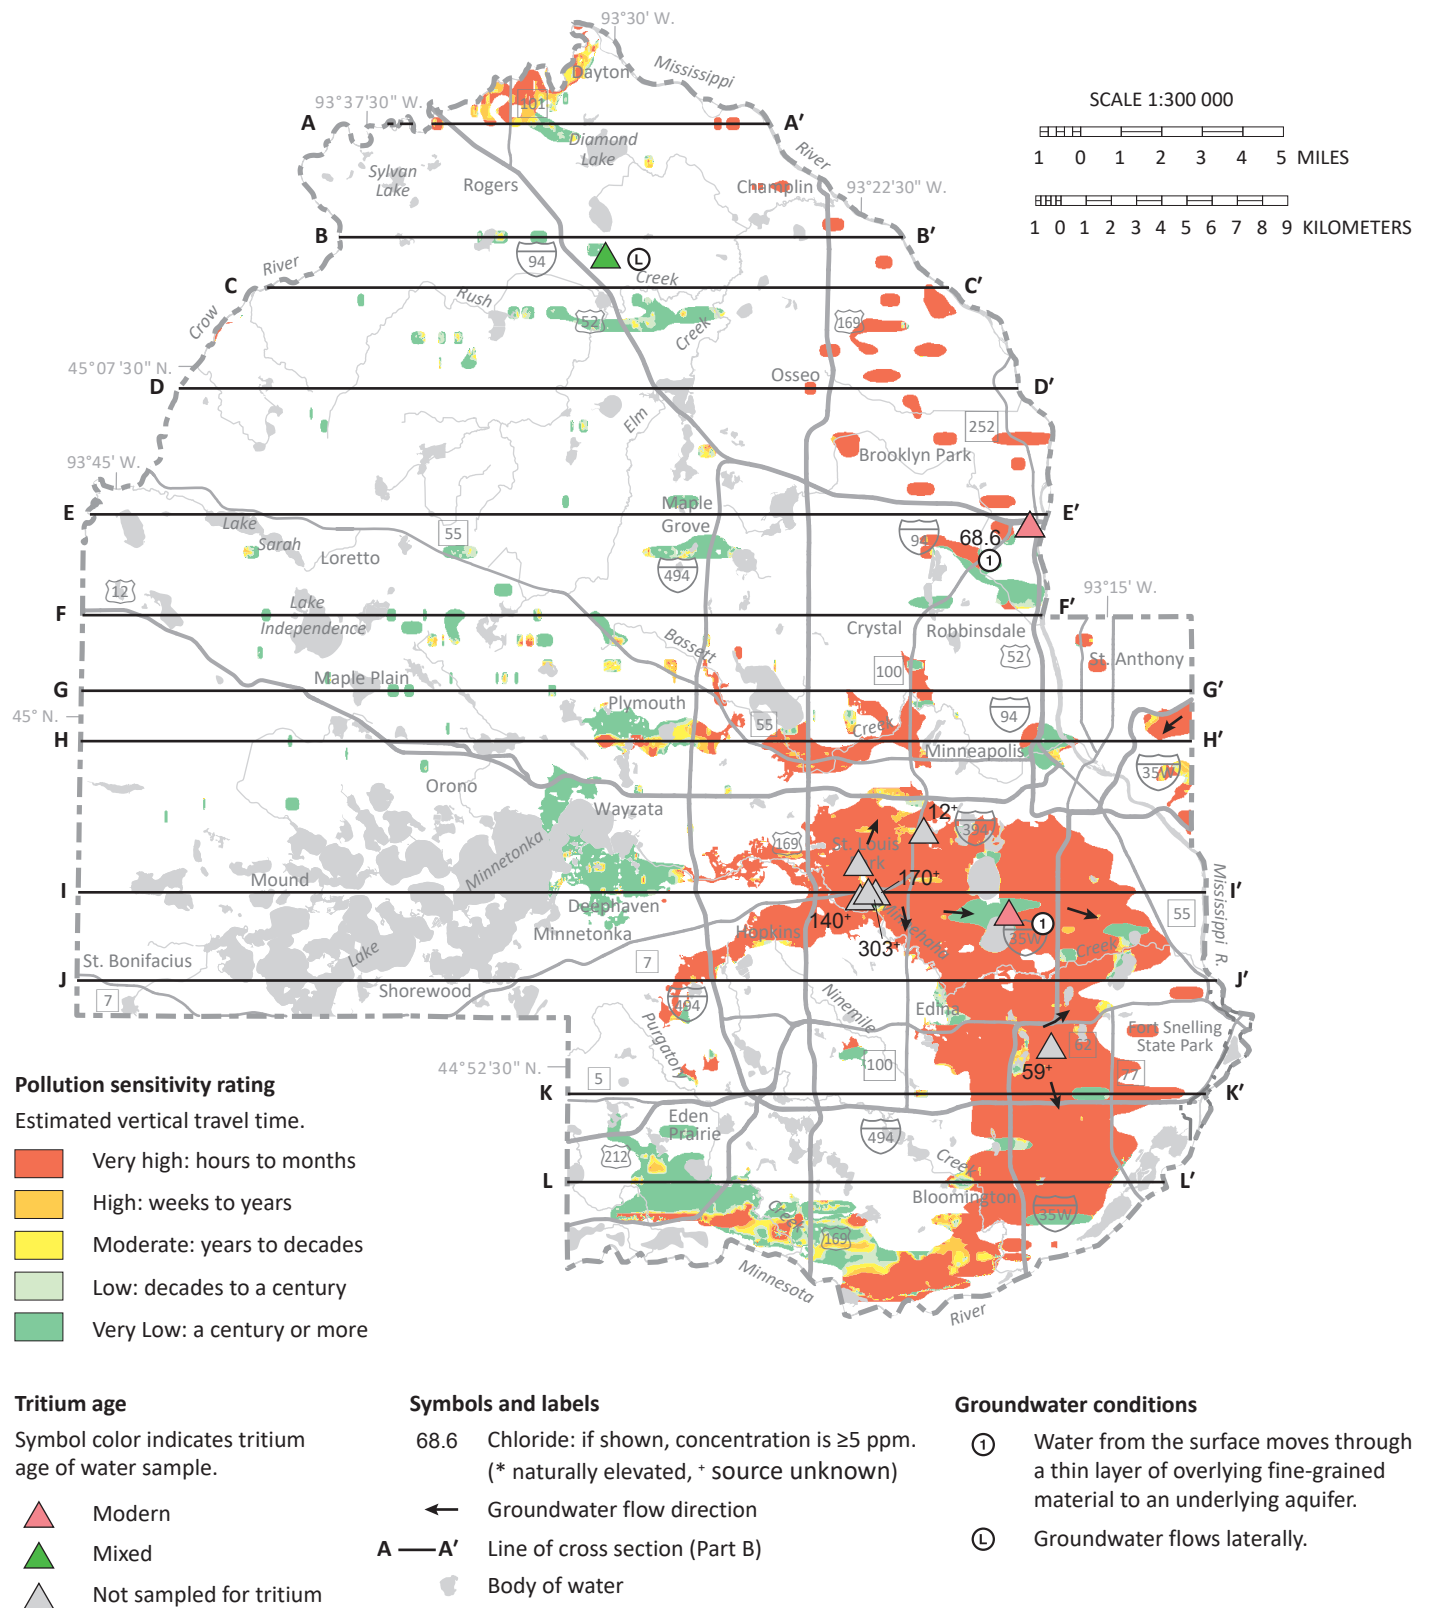 93°30' W.
Mississippi
Dayton
SCALE 1:300 000
93°37'30" W.
101
A
A′
1 0 1 2 3 4 5 MILES
Diamond
Lake
River
Sylvan
Lake
Rogers
Champlin
93°22'30" W.
1 0 1 2 3 4 5 6 7 8 9 KILOMETERS
B
B′
94
L
River
Creek
C
C′
Rush
Crow
52
Creek
169
45°07'30" N.
D
Osseo
D′
Elm
252
93°45' W.
Brooklyn Park
E
Maple
Grove
E′
Lake
Sarah
55
94
68.6
Loretto
1
494
12
93°15' W.
F
Lake
Independence
F′
Bassett
Crystal
Robbinsdale
52
St. Anthony
100
Maple Plain
G
G′
45° N.
Plymouth
94
55
Creek
H
Minneapolis
H′
35W
Orono
Wayzata
12+
394
169
St. Louis
Park
Minnetonka
Mound
170+
Mississippi R.
I
I′
Deephaven
140+
55
Minnetonka
Hopkins
Minnehaha
1
35W
303+
Creek
St. Bonifacius
Lake
7
J
J′
7
Shorewood
494
Ninemile
Edina
Purgatory
Fort Snelling
State Park
62
44°52'30" N.
100
59+
77
5
K
K′
Eden
Prairie
494
212
Creek
L
L′
Bloomington
Creek
35W
169
Minnesota
River
Pollution sensitivity rating
Estimated vertical travel time.
Very high: hours to months
High: weeks to years
Moderate: years to decades
Low: decades to a century
Very Low: a century or more
Tritium age
Symbol color indicates tritium
age of water sample.
Modern
Mixed
Not sampled for tritium
Symbols and labels
68.6 Chloride: if shown, concentration is ≥5 ppm.
(* naturally elevated, + source unknown)
Groundwater flow direction
A A′ Line of cross section (Part B)
Body of water
Groundwater conditions
1 Water from the surface moves through
a thin layer of overlying fine-grained
material to an underlying aquifer.
L Groundwater flows laterally.